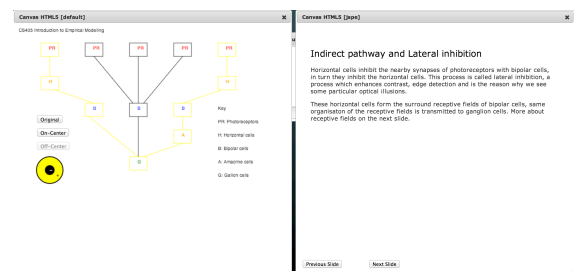 Canvas HTML5 [default]
CS405 Introduction to Empirical Modelling
PR PR PR PR PR
H H
B B B
A
G
Original
On-Center
Off-Center
Key
PR: Photoreceptors
H: Horizontal cells
B: Bipolar cells
A: Amacrine cells
G: Gallion cells
Canvas HTML5 [jspe]
Indirect pathway and Lateral inhibition
Horizontal cells inhibit the nearby synapses of photoreceptors with bipolar cells,
in turn they inhibit the horizontal cells. This process is called lateral inhibition, a
process which enhances contrast, edge detection and is the reason why we see
some particular optical illusions.
These horizontal cells form the surround receptive fields of bipolar cells, same
organisation of the receptive fields is transmitted to ganglion cells. More about
receptive fields on the next slide.
Previous Slide
Next Slide